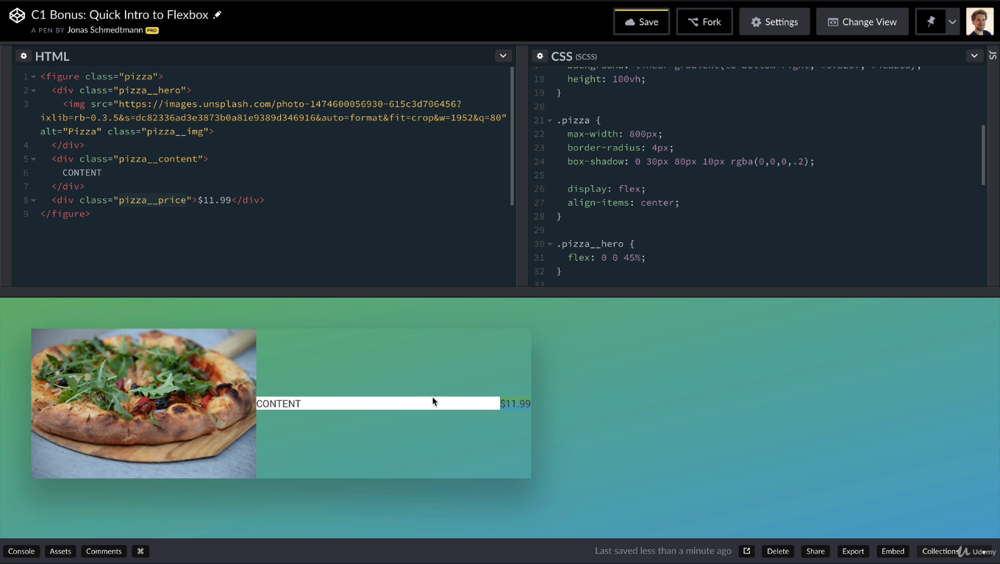 C1 Bonus: Quick Intro to Flexbox
A PEN BY Jonas Schmedtmann PRO
Save
Fork
Settings
Change View
HTML
1 <figure class="pizza">
2 <div class="pizza__hero">
3 <img src="https://images.unsplash.com/photo-1474600056930-615c3d706456?
ixlib=rb-0.3.5&s=dc82336ad3e3873b0a81e9389d346916&auto=format&fit=crop&w=1952&q=80"
alt="Pizza" class="pizza__img">
4 </div>
5 <div class="pizza__content">
6 CONTENT
7 </div>
8 <div class="pizza__price">$11.99</div>
9 </figure>
CSS (SCSS)
JS
18 height: 100vh;
19 }
20
21 .pizza {
22 max-width: 800px;
23 border-radius: 4px;
24 box-shadow: 0 30px 80px 10px rgba(0,0,0,.2);
25
26 display: flex;
27 align-items: center;
28 }
29
30 .pizza__hero {
31 flex: 0 0 45%;
32 }
33
CONTENT
$11.99
Console
Assets
Comments
⌘
Last saved less than a minute ago
Delete
Share
Export
Embed
Collections
Udemy